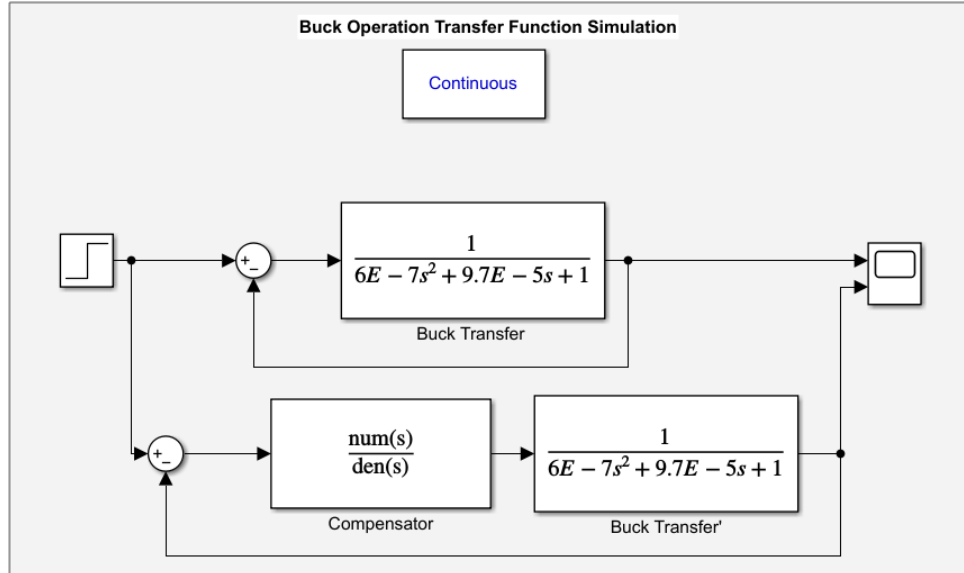 Buck Operation Transfer Function Simulation
Continuous
+
−
1
6E − 7s² + 9.7E − 5s + 1
Buck Transfer
+
−
num(s)
den(s)
Compensator
1
6E − 7s² + 9.7E − 5s + 1
Buck Transfer'